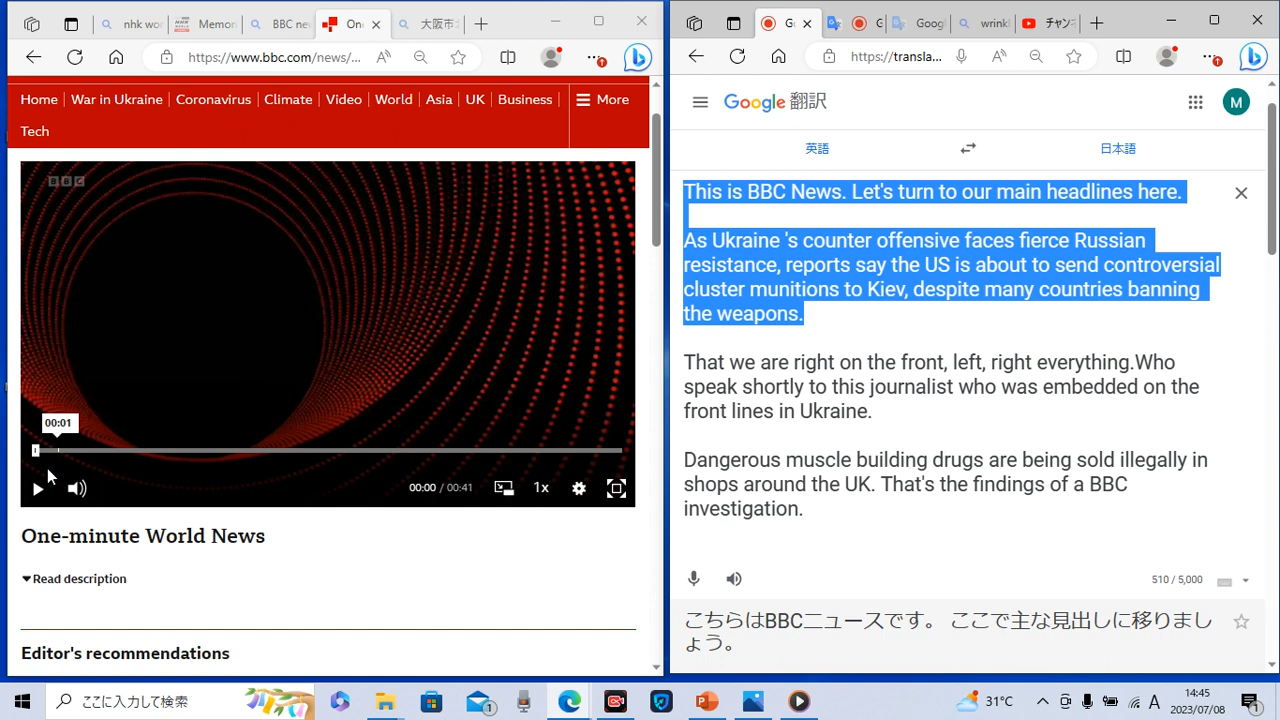 nhk wor
Memor
BBC ne
On
大阪市
https://www.bbc.com/news/...
Home
War in Ukraine
Coronavirus
Climate
Video
World
Asia
UK
Business
More
Tech
BBC
00:01
00:00 / 00:41
1x
One-minute World News
Read description
Editor's recommendations
G
G
Goog
wrink
チャン
https://transla...
Google 翻訳
M
英語
日本語
This is BBC News. Let's turn to our main headlines here.
As Ukraine 's counter offensive faces fierce Russian
resistance, reports say the US is about to send controversial
cluster munitions to Kiev, despite many countries banning
the weapons.
That we are right on the front, left, right everything.Who
speak shortly to this journalist who was embedded on the
front lines in Ukraine.
Dangerous muscle building drugs are being sold illegally in
shops around the UK. That's the findings of a BBC
investigation.
510 / 5,000
こちらはBBCニュースです。 ここで主な見出しに移りまし
ょう。
ここに入力して検索
1
31°C
A
14:45
2023/07/08
1